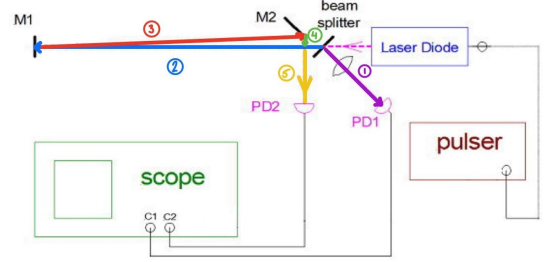 M1
M2
beam
splitter
③
④
②
①
⑤
Laser Diode
PD2
PD1
pulser
scope
C1 C2